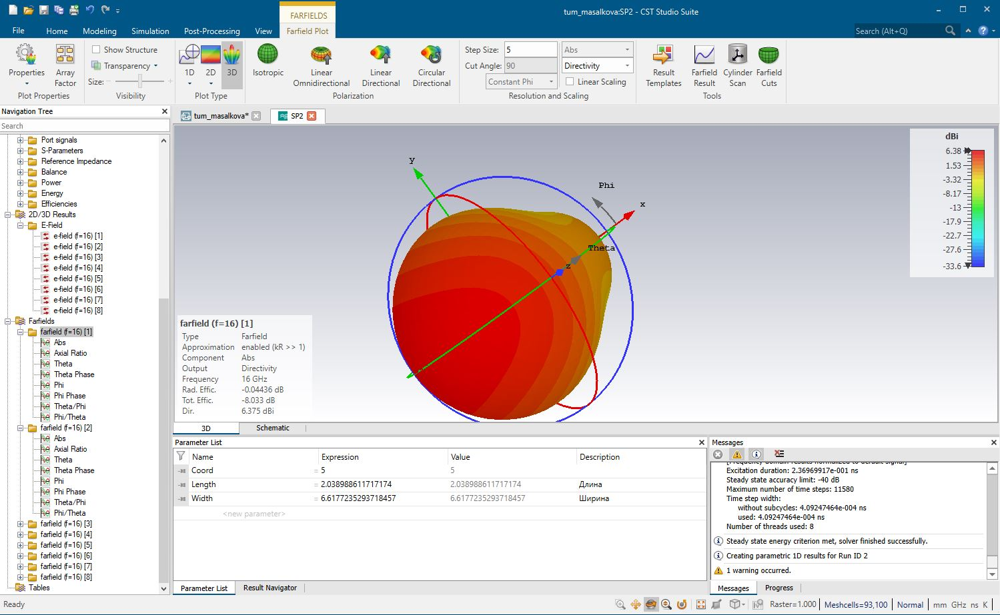 FARFIELDS
tum_masalkova:SP2 - CST Studio Suite
File Home Modeling Simulation Post-Processing View Farfield Plot
Search (Alt+Q)
Properties
Array Factor
Plot Properties
Show Structure
Transparency
Size:
Visibility
1D 2D 3D
Plot Type
Isotropic
Linear Omnidirectional
Linear Directional
Circular Directional
Polarization
Step Size: 5
Cut Angle: 90
Constant Phi
Abs
Directivity
Linear Scaling
Resolution and Scaling
Result Templates
Farfield Result
Cylinder Scan
Farfield Cuts
Tools
Navigation Tree
Search
Port signals
S-Parameters
Reference Impedance
Balance
Power
Energy
Efficiencies
2D/3D Results
E-Field
e-field (f=16) [1]
e-field (f=16) [2]
e-field (f=16) [3]
e-field (f=16) [4]
e-field (f=16) [5]
e-field (f=16) [6]
e-field (f=16) [7]
e-field (f=16) [8]
Farfields
farfield (f=16) [1]
Abs
Axial Ratio
Theta
Theta Phase
Phi
Phi Phase
Theta/Phi
Phi/Theta
farfield (f=16) [2]
Abs
Axial Ratio
Theta
Theta Phase
Phi
Phi Phase
Theta/Phi
Phi/Theta
farfield (f=16) [3]
farfield (f=16) [4]
farfield (f=16) [5]
farfield (f=16) [6]
farfield (f=16) [7]
farfield (f=16) [8]
Tables
tum_masalkova*
SP2
y
Phi
x
Theta
z
dBi
6.38
1.53
-3.32
-8.17
-13
-17.9
-22.7
-27.6
-33.6
farfield (f=16) [1]
Type Farfield
Approximation enabled (kR >> 1)
Component Abs
Output Directivity
Frequency 16 GHz
Rad. Effic. -0.04436 dB
Tot. Effic. -8.033 dB
Dir. 6.375 dBi
3D Schematic
Parameter List
Name Expression Value Description
Coord = 5 5
Length = 2.038988611717174 2.038988611717174 Длина
Width = 6.6177235293718457 6.6177235293718457 Ширина
<new parameter>
Parameter List Result Navigator
Messages
[Frequency domain results normalized to default signal]
Excitation duration: 2.36969917e-001 ns
Steady state accuracy limit: -40 dB
Maximum number of time steps: 11580
Time step width:
without subcycles: 4.09247464e-004 ns
used: 4.09247464e-004 ns
Number of threads used: 8
Steady state energy criterion met, solver finished successfully.
Creating parametric 1D results for Run ID 2
1 warning occurred.
Messages Progress
Ready
Raster=1.000 Meshcells=93,100 Normal mm GHz ns K